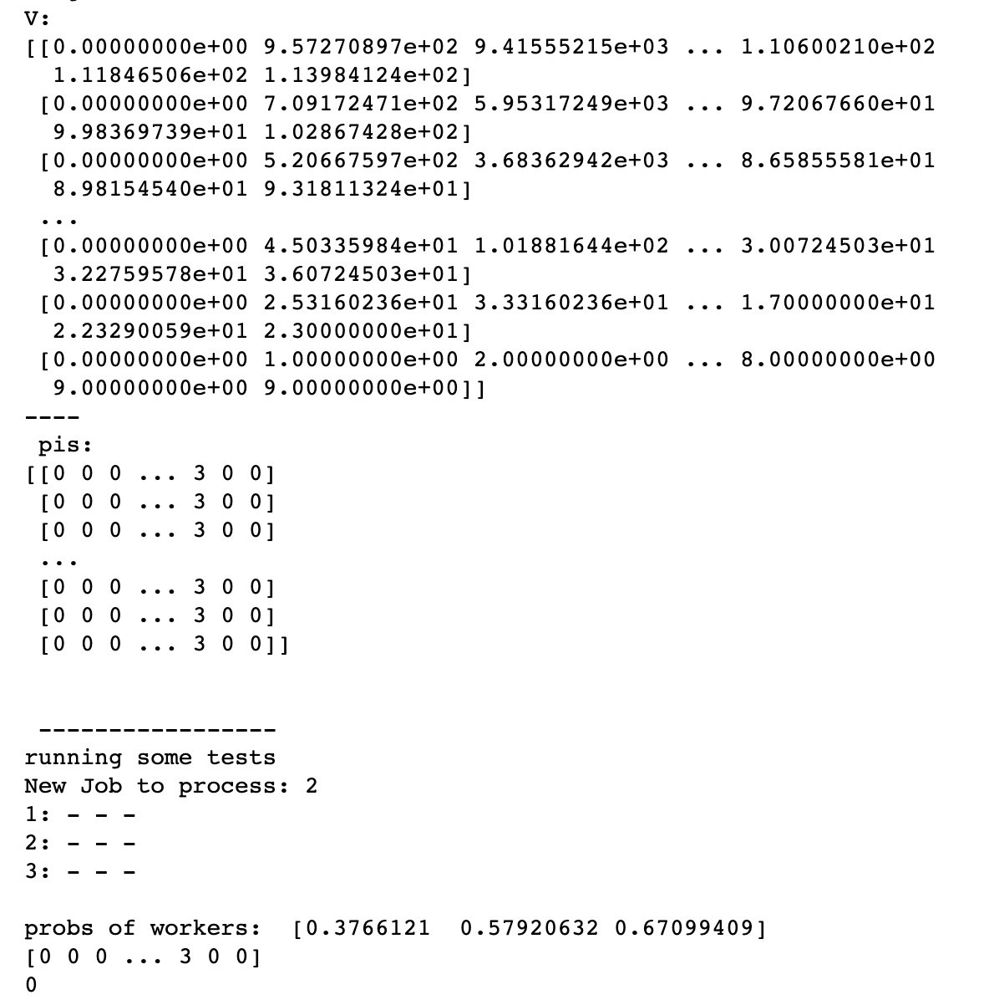 V:
[[0.00000000e+00 9.57270897e+02 9.41555215e+03 ... 1.10600210e+02
  1.11846506e+02 1.13984124e+02]
 [0.00000000e+00 7.09172471e+02 5.95317249e+03 ... 9.72067660e+01
  9.98369739e+01 1.02867428e+02]
 [0.00000000e+00 5.20667597e+02 3.68362942e+03 ... 8.65855581e+01
  8.98154540e+01 9.31811324e+01]
 ...
 [0.00000000e+00 4.50335984e+01 1.01881644e+02 ... 3.00724503e+01
  3.22759578e+01 3.60724503e+01]
 [0.00000000e+00 2.53160236e+01 3.33160236e+01 ... 1.70000000e+01
  2.23290059e+01 2.30000000e+01]
 [0.00000000e+00 1.00000000e+00 2.00000000e+00 ... 8.00000000e+00
  9.00000000e+00 9.00000000e+00]]
----
 pis:
[[0 0 0 ... 3 0 0]
 [0 0 0 ... 3 0 0]
 [0 0 0 ... 3 0 0]
 ...
 [0 0 0 ... 3 0 0]
 [0 0 0 ... 3 0 0]
 [0 0 0 ... 3 0 0]]
 -----------------
running some tests
New Job to process: 2
1: - - -
2: - - -
3: - - -
probs of workers:  [0.3766121  0.57920632 0.67099409]
[0 0 0 ... 3 0 0]
0